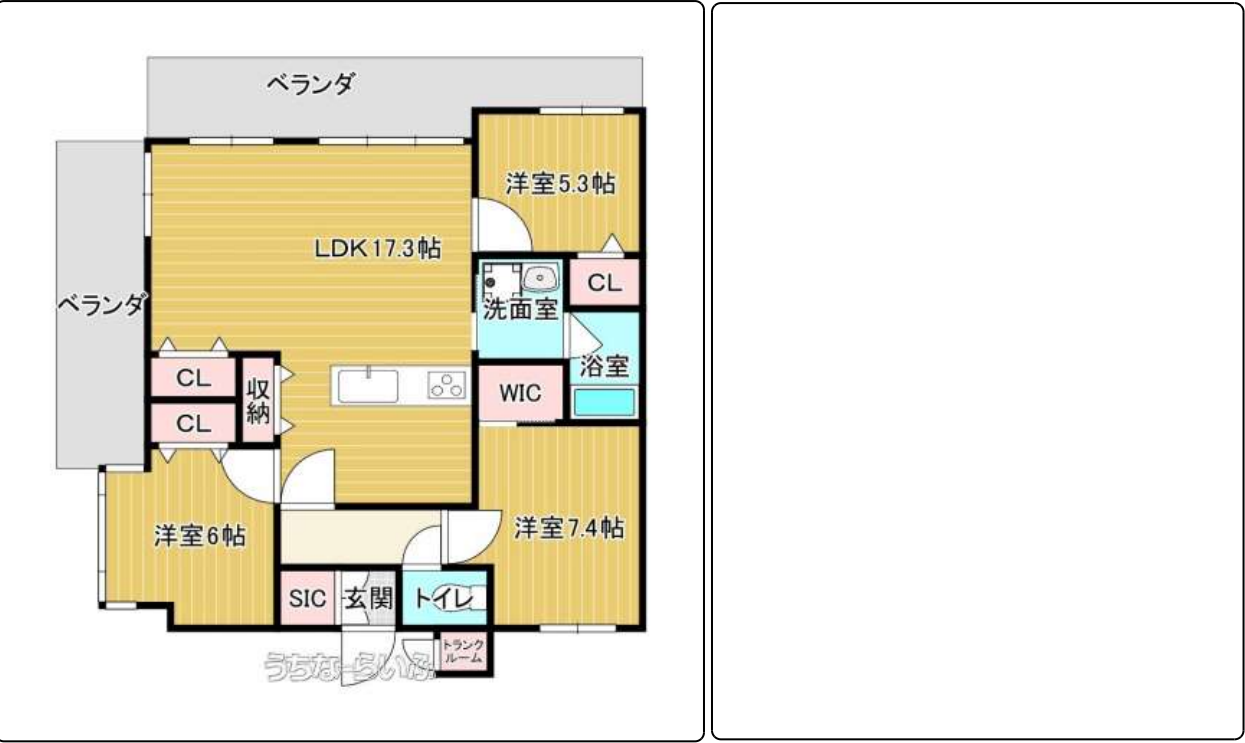 ベランダ
洋室5.3帖
LDK17.3帖
CL
ベランダ
洗面室
浴室
CL
収納
WIC
CL
洋室6帖
洋室7.4帖
SIC
玄関
トイレ
トランク
ルーム
うちなーらいふ